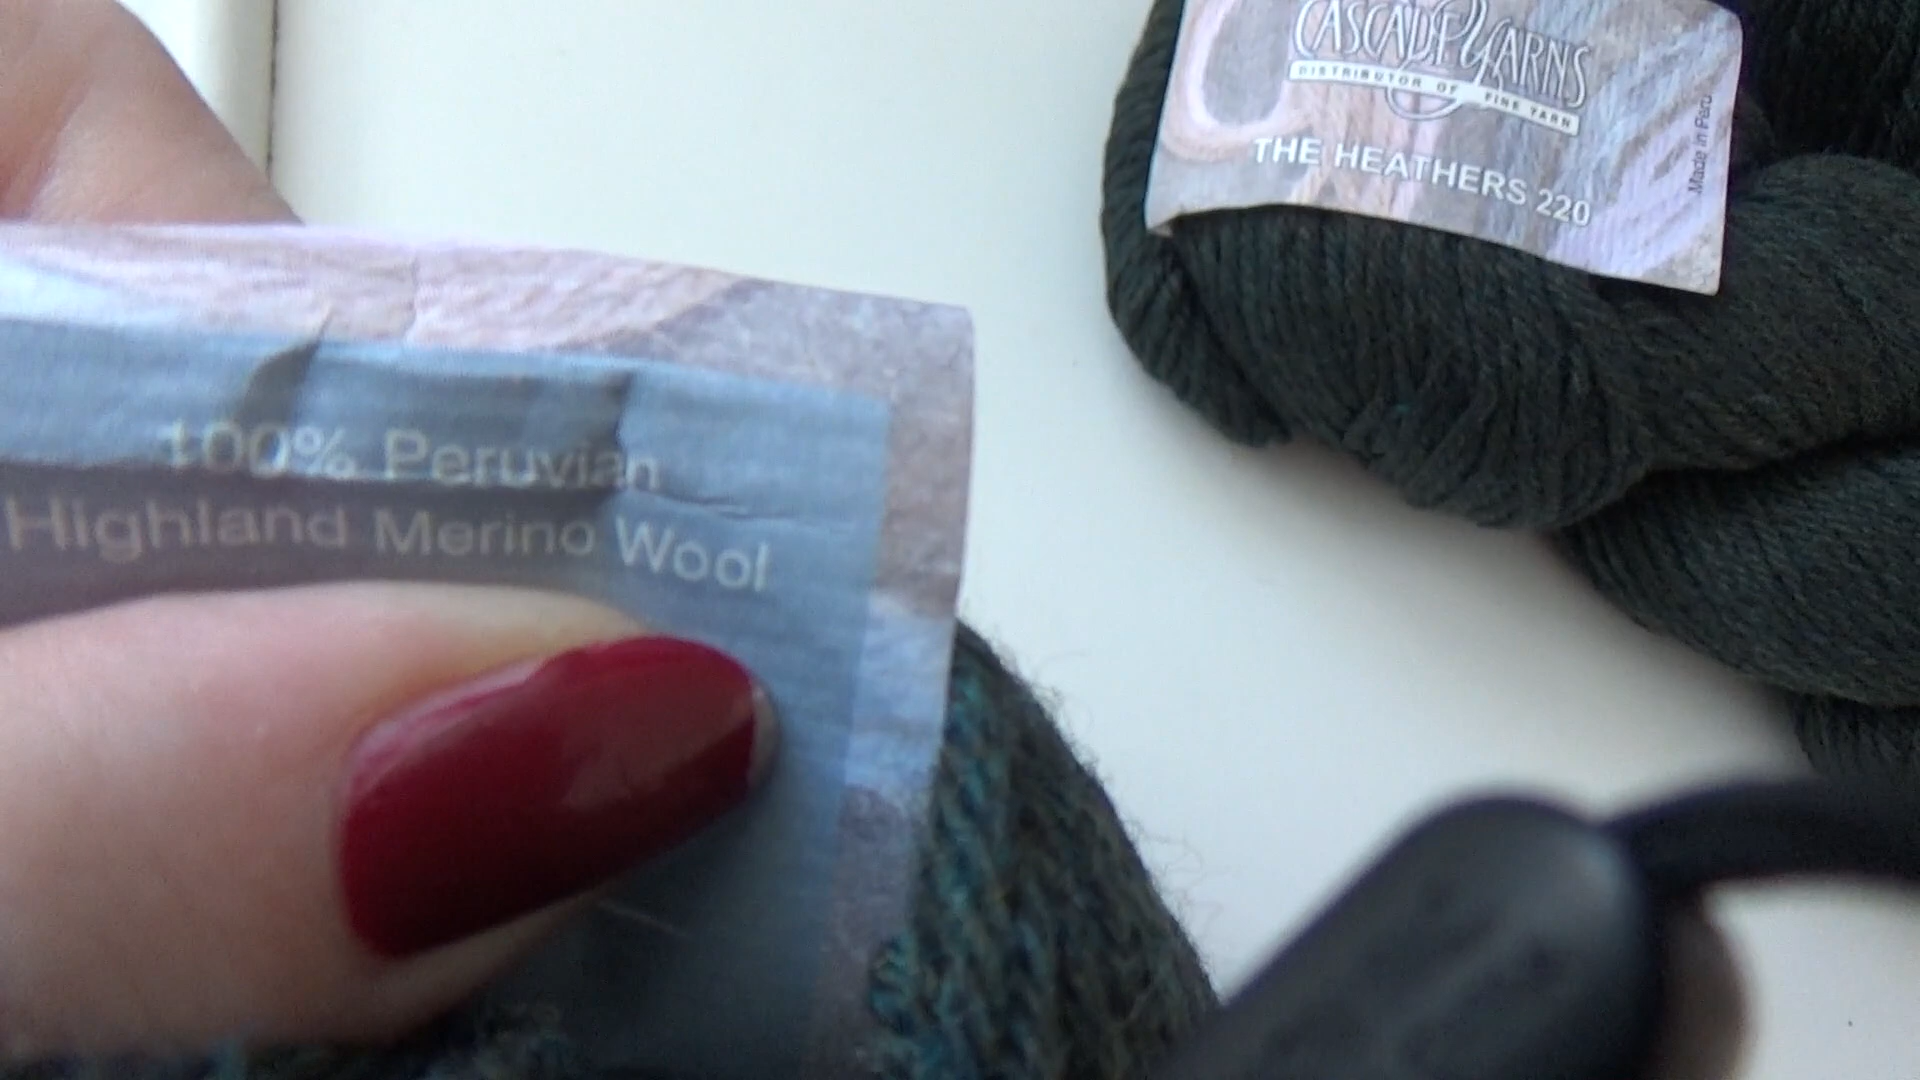 CASCADE YARNS
DISTRIBUTOR OF FINE YARN
THE HEATHERS 220
Made in Peru
100% Peruvian
Highland Merino Wool